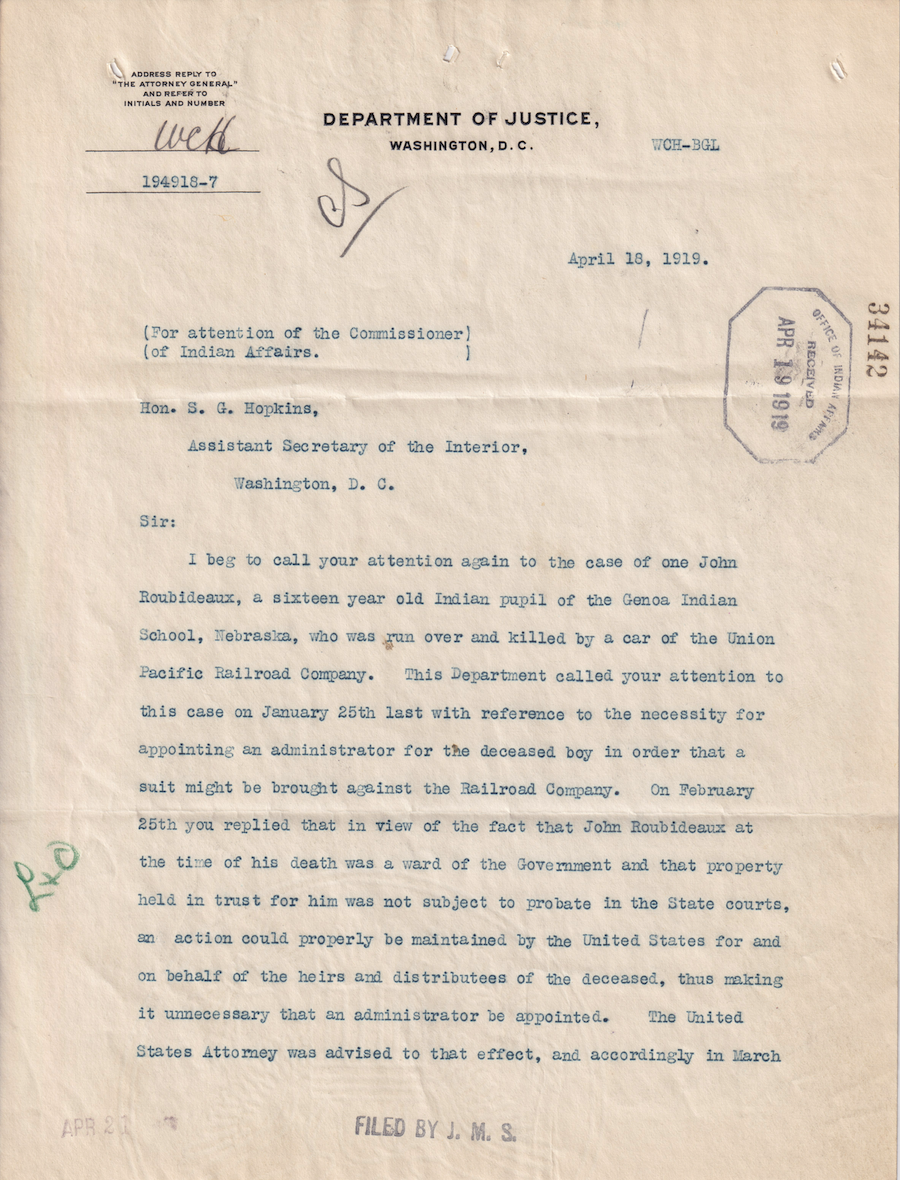 ADDRESS REPLY TO
"THE ATTORNEY GENERAL"
AND REFER TO
INITIALS AND NUMBER
WCH
194918-7
DEPARTMENT OF JUSTICE,
WASHINGTON, D. C.
WCH-BGL
April 18, 1919.
(For attention of the Commissioner)
(of Indian Affairs. )
OFFICE OF INDIAN AFFAIRS
RECEIVED
APR 19 1919
34142
Hon. S. G. Hopkins,
Assistant Secretary of the Interior,
Washington, D. C.
Sir:
I beg to call your attention again to the case of one John
Roubideaux, a sixteen year old Indian pupil of the Genoa Indian
School, Nebraska, who was run over and killed by a car of the Union
Pacific Railroad Company. This Department called your attention to
this case on January 25th last with reference to the necessity for
appointing an administrator for the deceased boy in order that a
suit might be brought against the Railroad Company. On February
25th you replied that in view of the fact that John Roubideaux at
the time of his death was a ward of the Government and that property
held in trust for him was not subject to probate in the State courts,
an action could properly be maintained by the United States for and
on behalf of the heirs and distributees of the deceased, thus making
it unnecessary that an administrator be appointed. The United
States Attorney was advised to that effect, and accordingly in March
APR 21
FILED BY J. M. S.